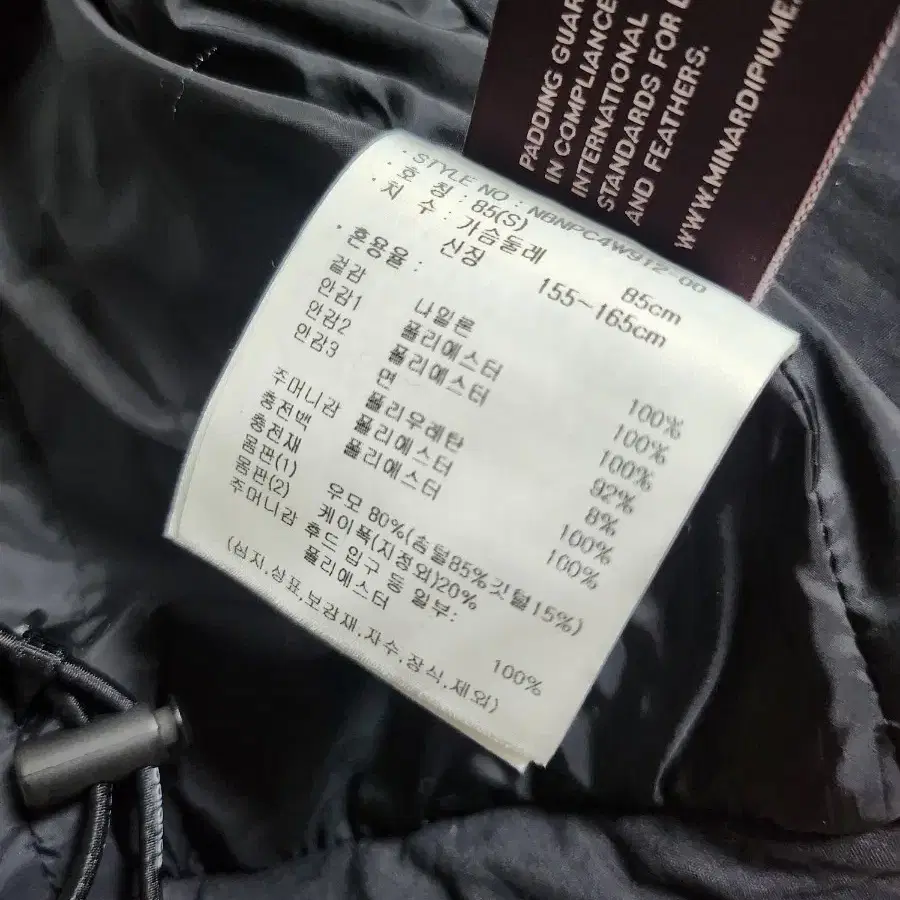 PADDING GUAR
IN COMPLIANCE
INTERNATIONAL
STANDARDS FOR D
AND FEATHERS.
WWW.MINARDIPIUME.
. STYLE NO : NBNPC4W912-00
. 호 칭 : 85(S)
. 치 수 : 가슴둘레 85cm
신장 155~165cm
. 혼용율 :
겉감 나일론 100%
안감1 폴리에스터 100%
안감2 폴리에스터 100%
안감3 면 92%
폴리우레탄 8%
주머니감 폴리에스터 100%
충전백 폴리에스터 100%
충전재
몸판(1) 우모 80%(솜털85%깃털15%)
몸판(2) 케이폭(지정외)20%
후드 입구 등 일부:
주머니감 폴리에스터 100%
(심지,상표,보강재,자수,장식,제외)